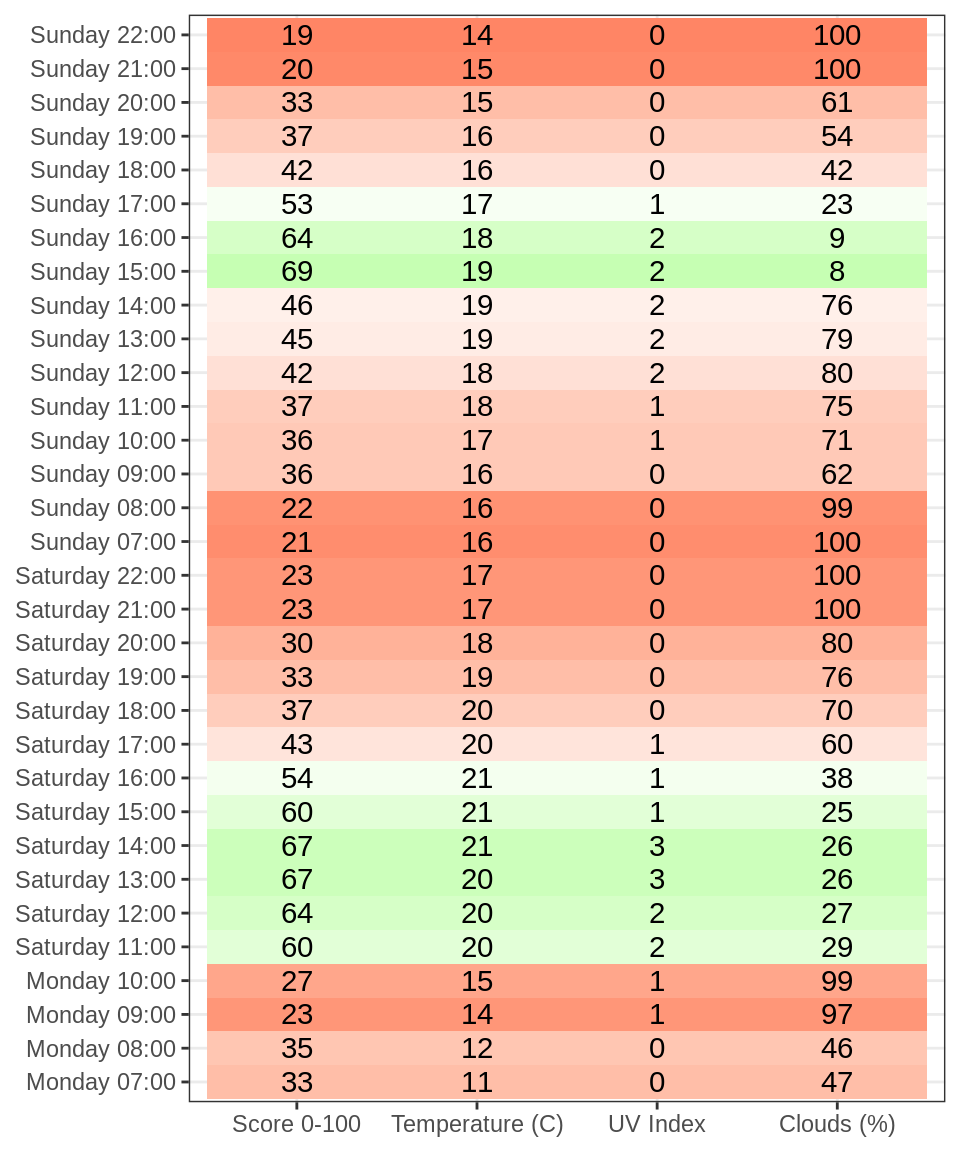 Sunday 22:00 19 14 0 100
Sunday 21:00 20 15 0 100
Sunday 20:00 33 15 0 61
Sunday 19:00 37 16 0 54
Sunday 18:00 42 16 0 42
Sunday 17:00 53 17 1 23
Sunday 16:00 64 18 2 9
Sunday 15:00 69 19 2 8
Sunday 14:00 46 19 2 76
Sunday 13:00 45 19 2 79
Sunday 12:00 42 18 2 80
Sunday 11:00 37 18 1 75
Sunday 10:00 36 17 1 71
Sunday 09:00 36 16 0 62
Sunday 08:00 22 16 0 99
Sunday 07:00 21 16 0 100
Saturday 22:00 23 17 0 100
Saturday 21:00 23 17 0 100
Saturday 20:00 30 18 0 80
Saturday 19:00 33 19 0 76
Saturday 18:00 37 20 0 70
Saturday 17:00 43 20 1 60
Saturday 16:00 54 21 1 38
Saturday 15:00 60 21 1 25
Saturday 14:00 67 21 3 26
Saturday 13:00 67 20 3 26
Saturday 12:00 64 20 2 27
Saturday 11:00 60 20 2 29
Monday 10:00 27 15 1 99
Monday 09:00 23 14 1 97
Monday 08:00 35 12 0 46
Monday 07:00 33 11 0 47
Score 0-100 Temperature (C) UV Index Clouds (%)